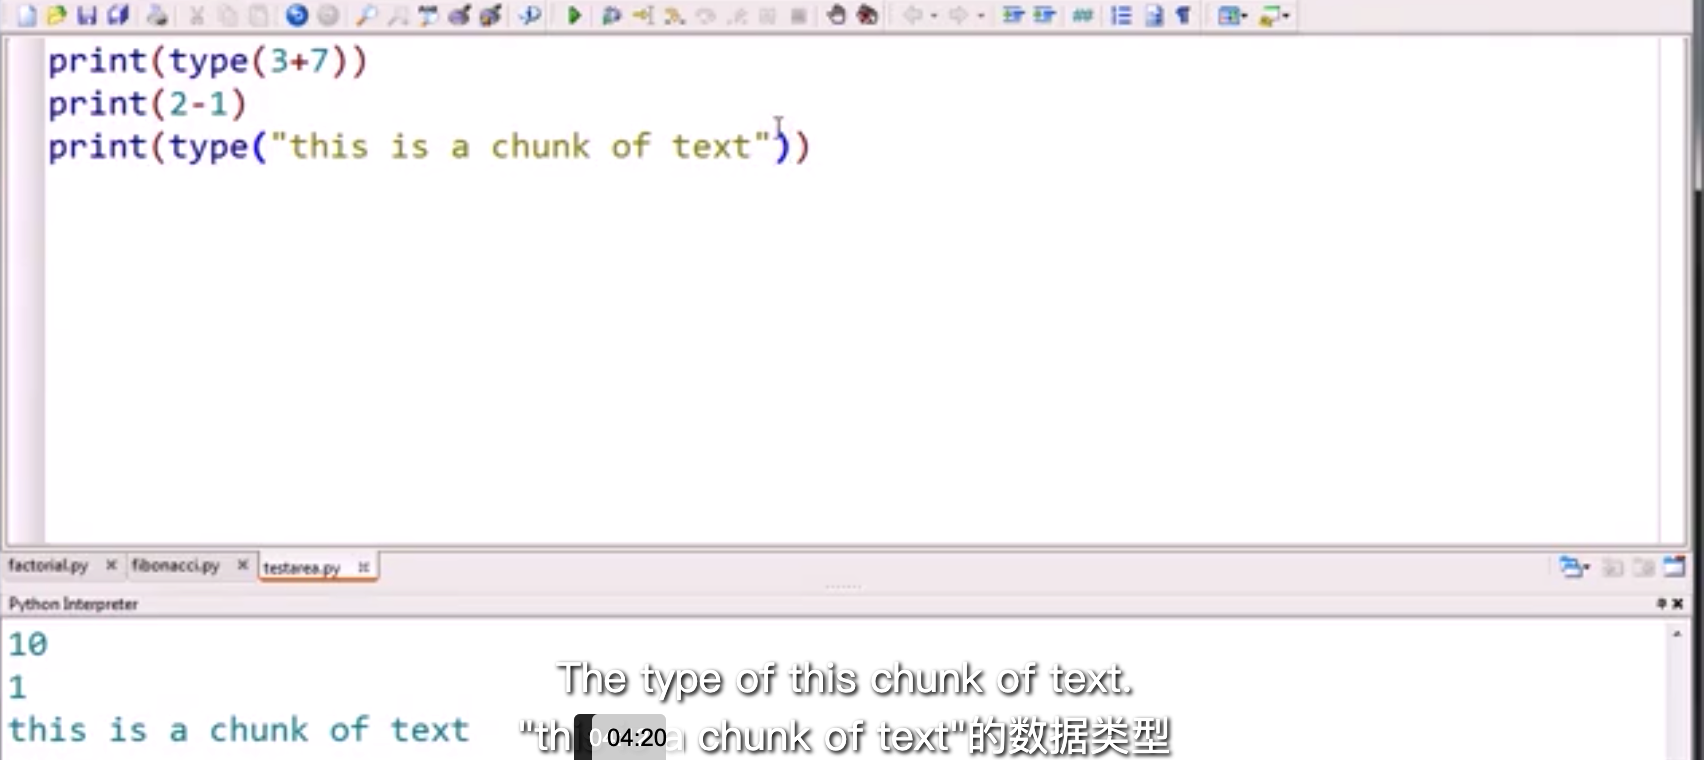 print(type(3+7))
print(2-1)
print(type("this is a chunk of text"))
factorial.py fibonacci.py testarea.py
Python Interpreter
10
1
this is a chunk of text
The type of this chunk of text.
"th a chunk of text"的数据类型
04:20